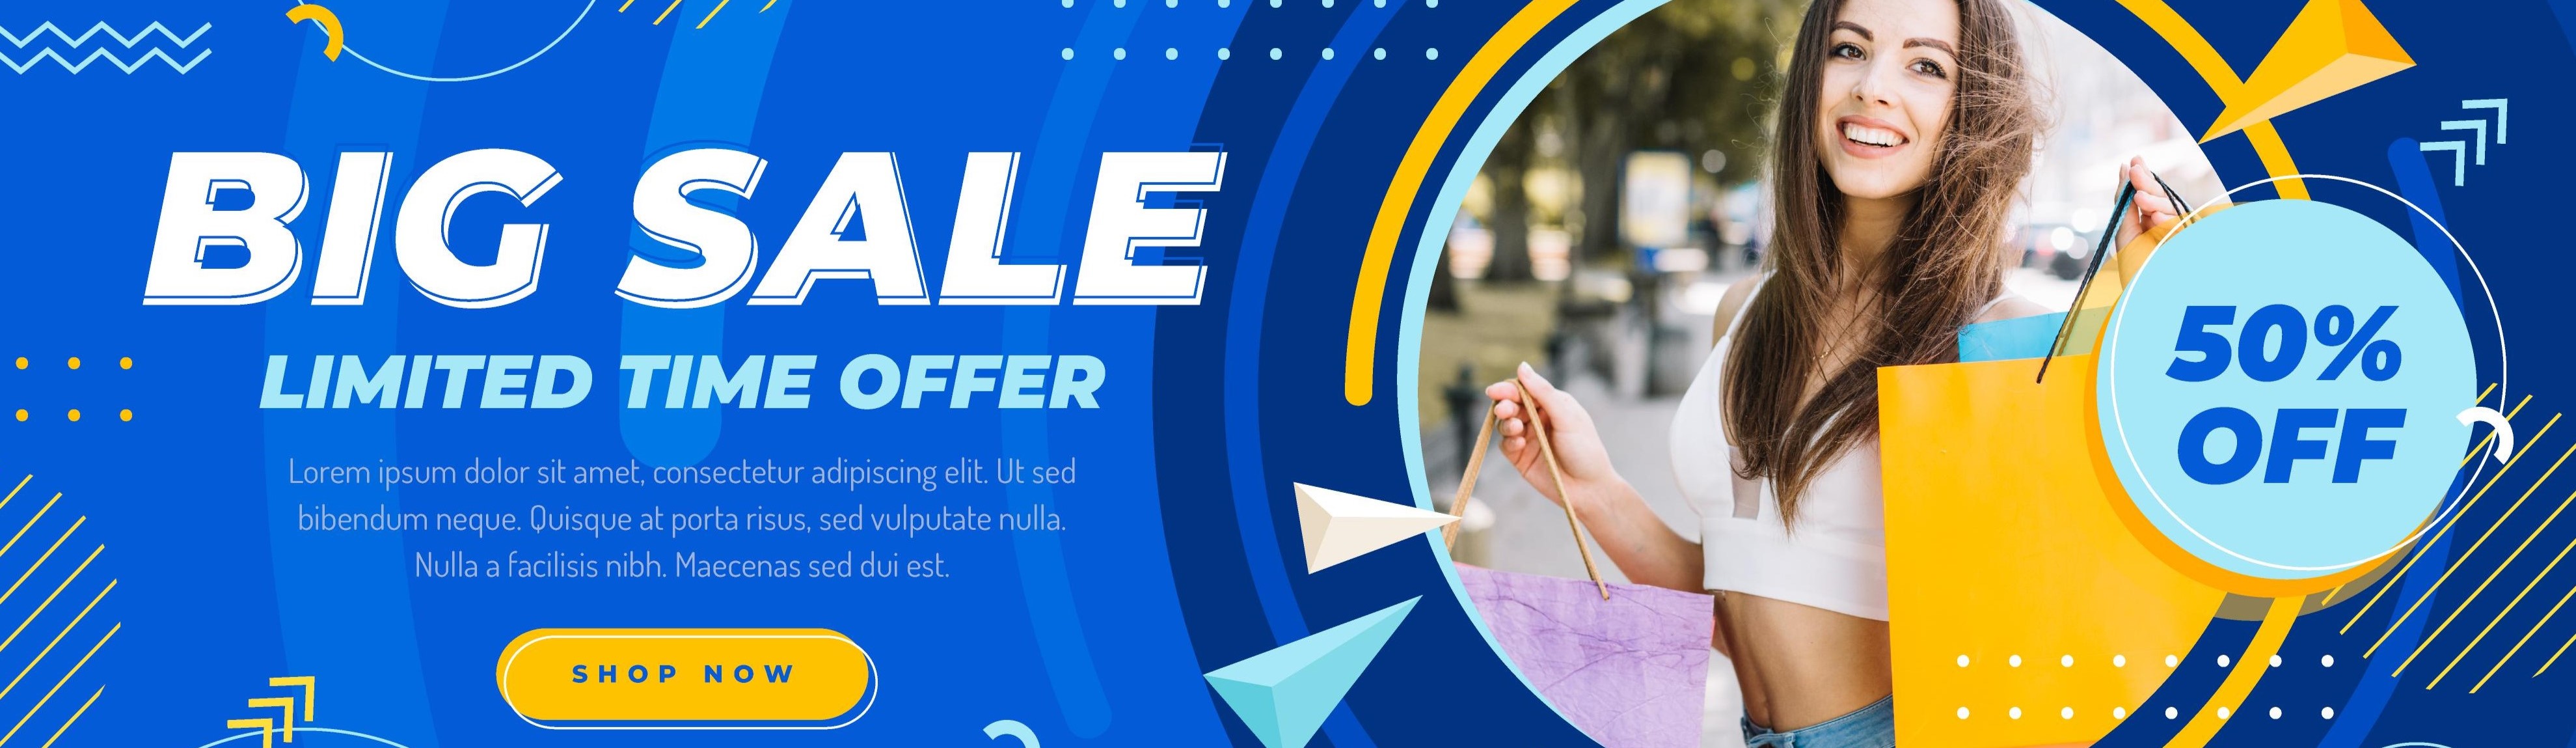 BIG SALE
LIMITED TIME OFFER
Lorem ipsum dolor sit amet, consectetur adipiscing elit. Ut sed
bibendum neque. Quisque at porta risus, sed vulputate nulla.
Nulla a facilisis nibh. Maecenas sed dui est.
SHOP NOW
50%
OFF